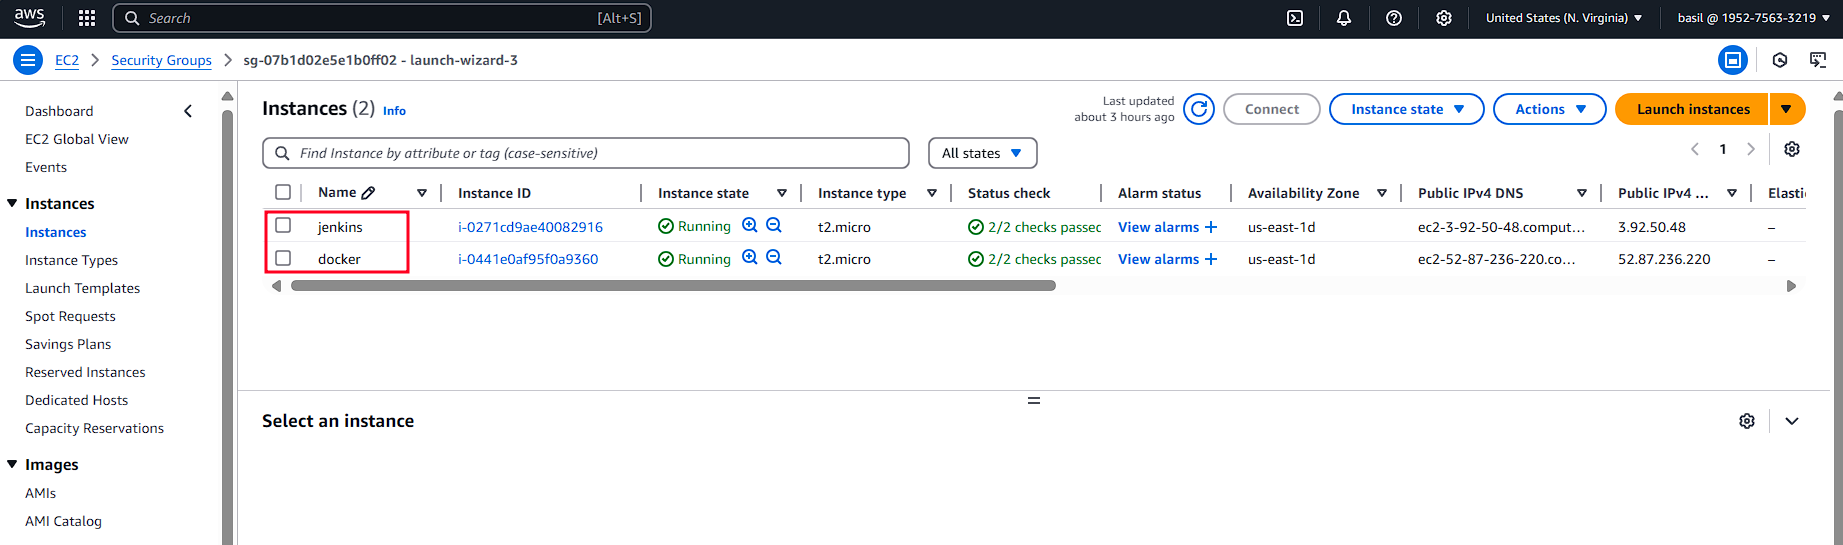 aws
Search [Alt+S] United States (N. Virginia) basil @ 1952-7563-3219
EC2 Security Groups sg-07b1d02e5e1b0ff02 - launch-wizard-3
Dashboard
EC2 Global View
Events
Instances
Instances
Instance Types
Launch Templates
Spot Requests
Savings Plans
Reserved Instances
Dedicated Hosts
Capacity Reservations
Images
AMIs
AMI Catalog
Instances (2) Info
Last updated
about 3 hours ago
Connect Instance state Actions Launch instances
Find Instance by attribute or tag (case-sensitive) All states 1
Name Instance ID Instance state Instance type Status check Alarm status Availability Zone Public IPv4 DNS Public IPv4 ... Elasti
jenkins i-0271cd9ae40082916 Running t2.micro 2/2 checks passed View alarms + us-east-1d ec2-3-92-50-48.comput... 3.92.50.48 –
docker i-0441e0af95f0a9360 Running t2.micro 2/2 checks passed View alarms + us-east-1d ec2-52-87-236-220.co... 52.87.236.220 –
Select an instance